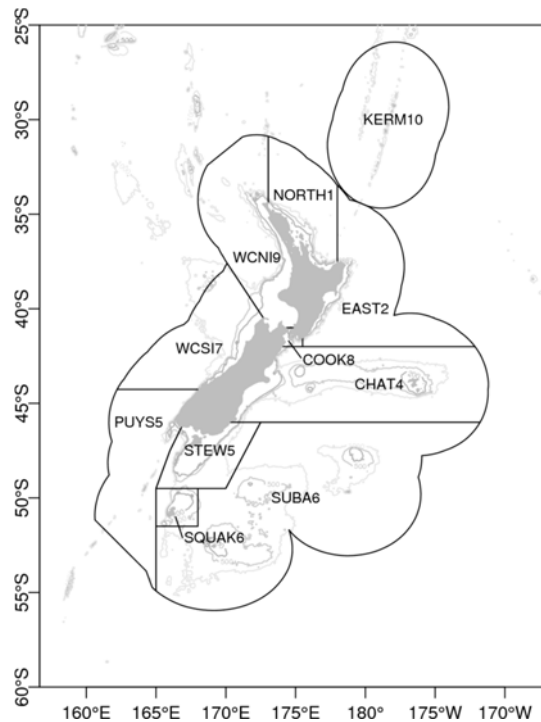 25°S
30°S
35°S
40°S
45°S
50°S
55°S
60°S
KERM10
NORTH1
WCNI9
EAST2
WCSI7
COOK8
CHAT4
PUYS5
STEW5
SUBA6
SQUAK6
160°E 165°E 170°E 175°E 180° 175°W 170°W